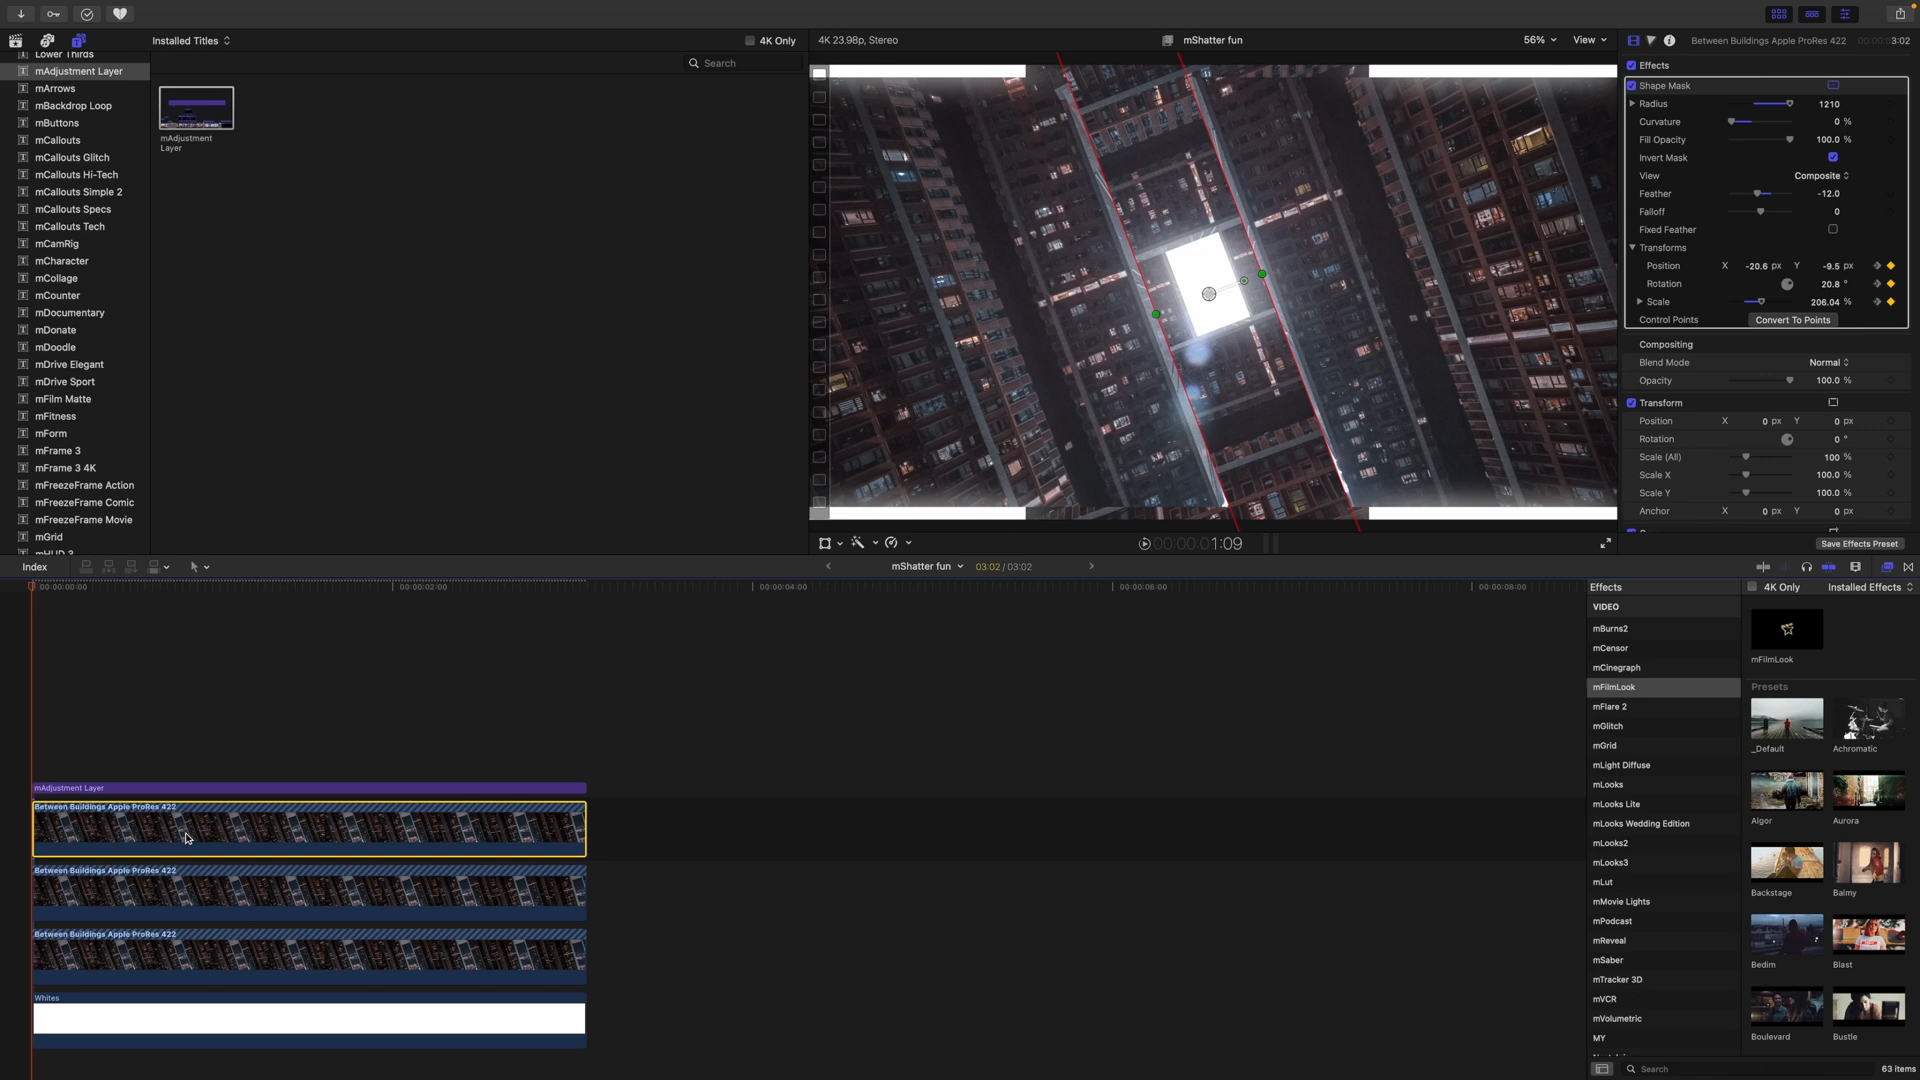 Installed Titles
4K Only
4K 23.98p, Stereo
mShatter fun
56%
View
Between Buildings Apple ProRes 422
00:00:03:02
Search
Lower Thirds
mAdjustment Layer
mArrows
mBackdrop Loop
mButtons
mCallouts
mCallouts Glitch
mCallouts Hi-Tech
mCallouts Simple 2
mCallouts Specs
mCallouts Tech
mCamRig
mCharacter
mCollage
mCounter
mDocumentary
mDonate
mDoodle
mDrive Elegant
mDrive Sport
mFilm Matte
mFitness
mForm
mFrame 3
mFrame 3 4K
mFreezeFrame Action
mFreezeFrame Comic
mFreezeFrame Movie
mGrid
mHUD 3
mAdjustment
Layer
Effects
Shape Mask
Radius 1210
Curvature 0 %
Fill Opacity 100.0 %
Invert Mask
View Composite
Feather -12.0
Falloff 0
Fixed Feather
Transforms
Position X -20.6 px Y -9.5 px
Rotation 20.8 °
Scale 206.04 %
Control Points Convert To Points
Compositing
Blend Mode Normal
Opacity 100.0 %
Transform
Position X 0 px Y 0 px
Rotation 0 °
Scale (All) 100 %
Scale X 100.0 %
Scale Y 100.0 %
Anchor X 0 px Y 0 px
Save Effects Preset
00:00:00:01:09
Index
mShatter fun
03:02 / 03:02
00:00:00:00
00:00:02:00
00:00:04:00
00:00:06:00
00:00:08:00
mAdjustment Layer
Between Buildings Apple ProRes 422
Between Buildings Apple ProRes 422
Between Buildings Apple ProRes 422
Whites
Effects
4K Only
Installed Effects
VIDEO
mBurns2
mCensor
mCinegraph
mFilmLook
mFlare 2
mGlitch
mGrid
mLight Diffuse
mLooks
mLooks Lite
mLooks Wedding Edition
mLooks2
mLooks3
mLut
mMovie Lights
mPodcast
mReveal
mSaber
mTracker 3D
mVCR
mVolumetric
MY
mFilmLook
Presets
_Default
Achromatic
Algor
Aurora
Backstage
Balmy
Bedim
Blast
Boulevard
Bustle
Search
63 items